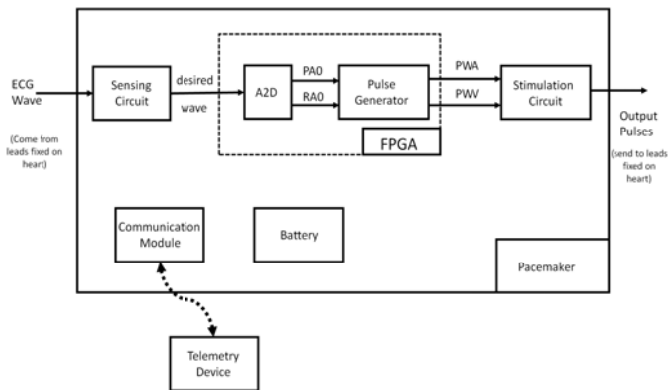 ECG
Wave
(Come from
leads fixed on
heart)
Sensing
Circuit
desired
wave
A2D
PA0
RA0
Pulse
Generator
FPGA
PWA
PWV
Stimulation
Circuit
Output
Pulses
(send to leads
fixed on
heart)
Communication
Module
Battery
Pacemaker
Telemetry
Device